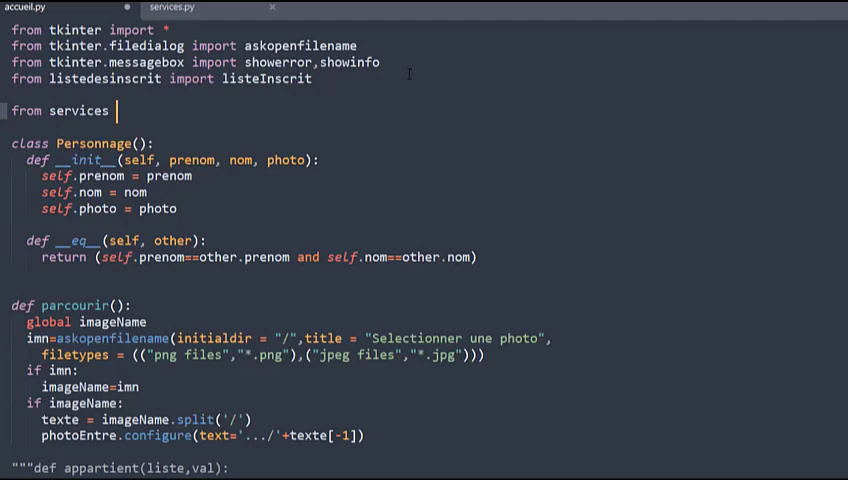 accueil.py services.py
from tkinter import *
from tkinter.filedialog import askopenfilename
from tkinter.messagebox import showerror,showinfo
from listedesinscrit import listeInscrit
from services
class Personnage():
def __init__(self, prenom, nom, photo):
self.prenom = prenom
self.nom = nom
self.photo = photo
def __eq__(self, other):
return (self.prenom==other.prenom and self.nom==other.nom)
def parcourir():
global imageName
imn=askopenfilename(initialdir = "/",title = "Selectionner une photo",
filetypes = (("png files","*.png"),("jpeg files","*.jpg")))
if imn:
imageName=imn
if imageName:
texte = imageName.split('/')
photoEntre.configure(text='.../'+texte[-1])
"""def appartient(liste,val):